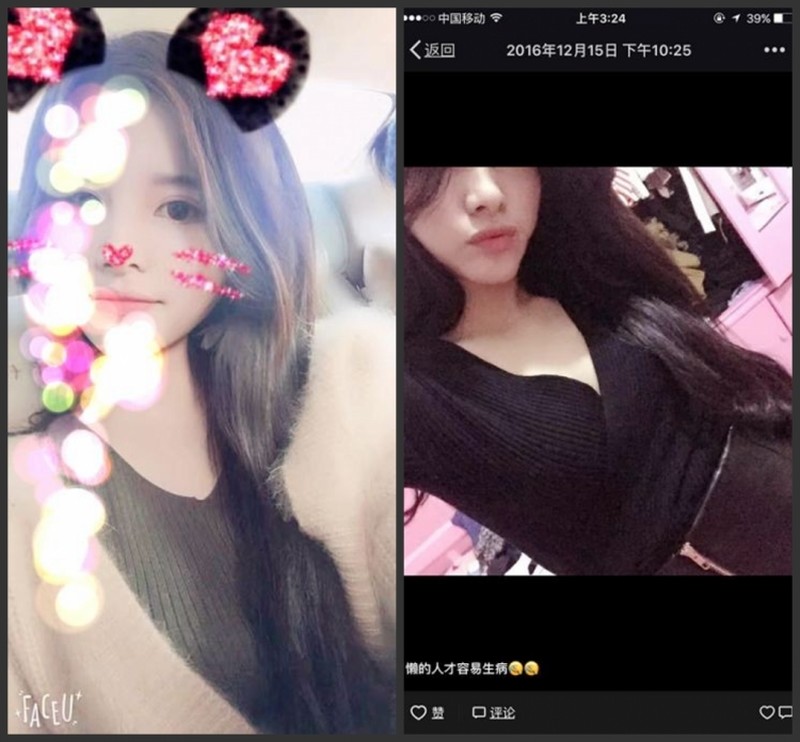 FACEU
中国移动 上午3:24 39%
返回 2016年12月15日 下午10:25
懒的人才容易生病
赞 评论